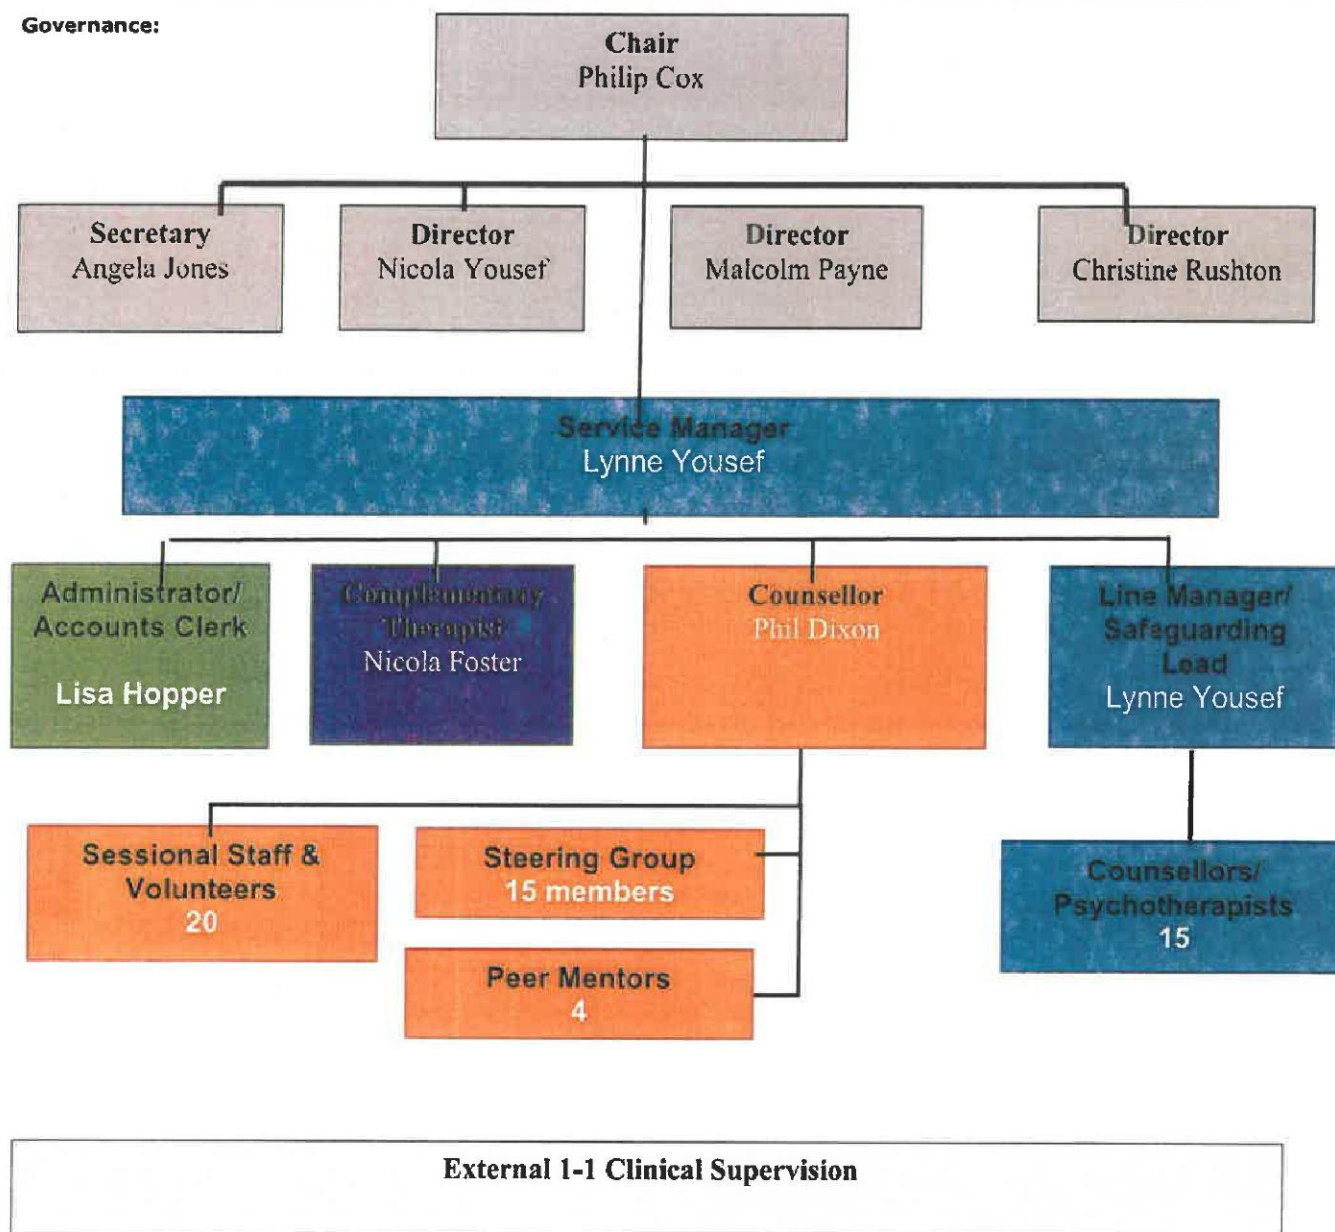 Governance:
Chair
Philip Cox
Secretary
Angela Jones
Director
Nicola Yousef
Director
Malcolm Payne
Director
Christine Rushton
Service Manager
Lynne Yousef
Administrator/
Accounts Clerk
Lisa Hopper
Complementary
Therapist
Nicola Foster
Counsellor
Phil Dixon
Line Manager/
Safeguarding
Lead
Lynne Yousef
Sessional Staff &
Volunteers
20
Steering Group
15 members
Peer Mentors
4
Counsellors/
Psychotherapists
15
External 1-1 Clinical Supervision